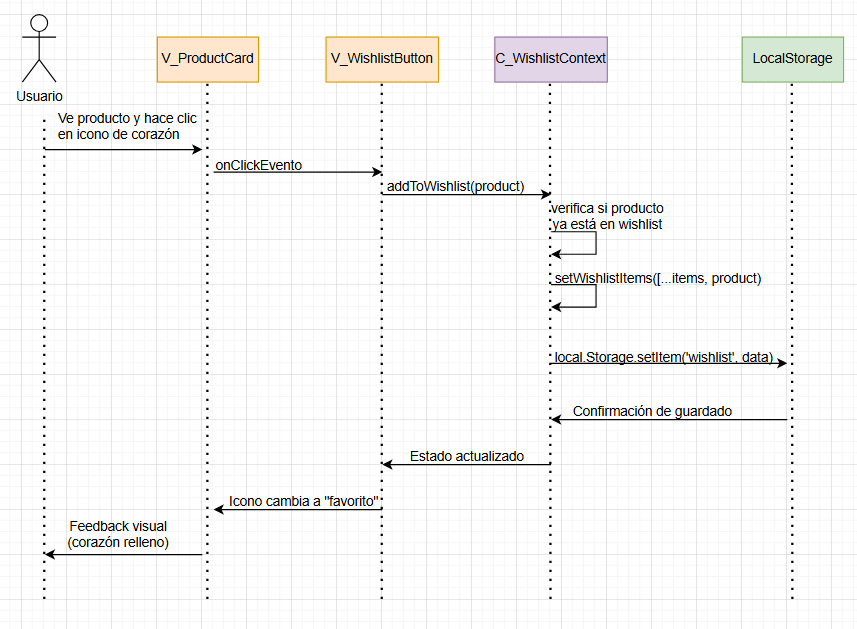 V_ProductCard
V_WishlistButton
C_WishlistContext
LocalStorage
Usuario
Ve producto y hace clic
en icono de corazón
onClickEvento
addToWishlist(product)
verifica si producto
ya está en wishlist
setWishlistItems([...items, product)
local.Storage.setItem('wishlist', data)
Confirmación de guardado
Estado actualizado
Icono cambia a "favorito"
Feedback visual
(corazón relleno)